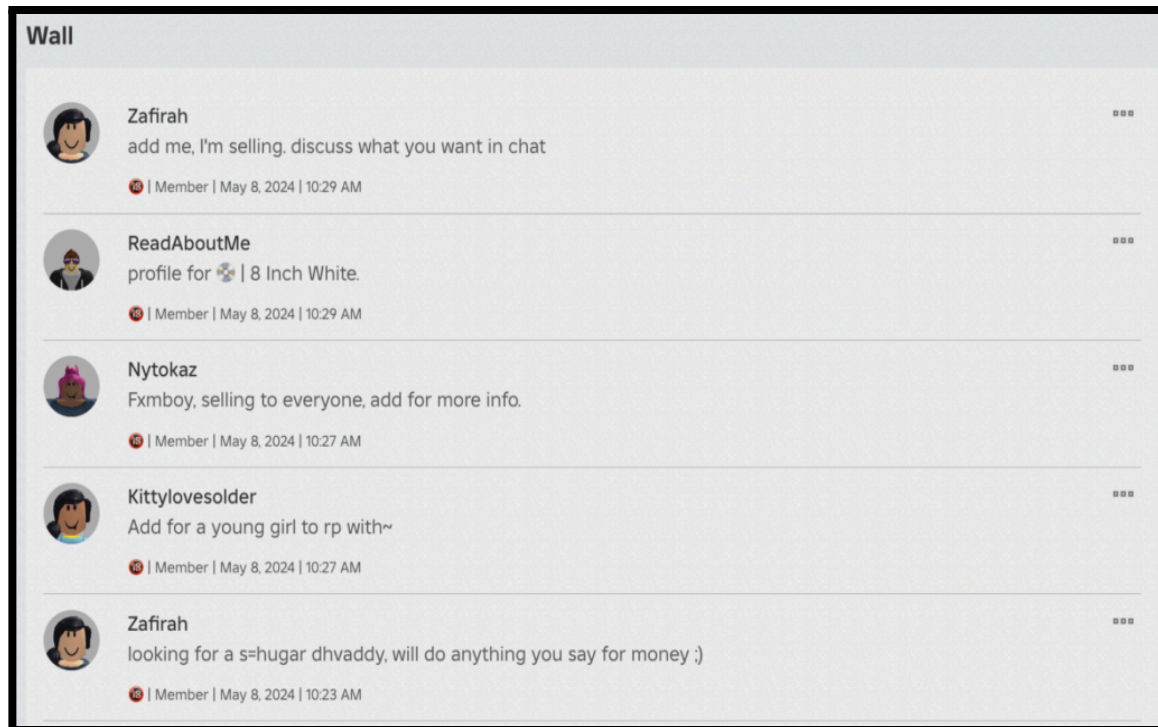 Wall
Zafirah
add me, I'm selling. discuss what you want in chat
🔞 | Member | May 8, 2024 | 10:29 AM
ReadAboutMe
profile for 💿 | 8 Inch White.
🔞 | Member | May 8, 2024 | 10:29 AM
Nytokaz
Fxmboy, selling to everyone, add for more info.
🔞 | Member | May 8, 2024 | 10:27 AM
Kittylovesolder
Add for a young girl to rp with~
🔞 | Member | May 8, 2024 | 10:27 AM
Zafirah
looking for a s=hugar dhvaddy, will do anything you say for money ;)
🔞 | Member | May 8, 2024 | 10:23 AM